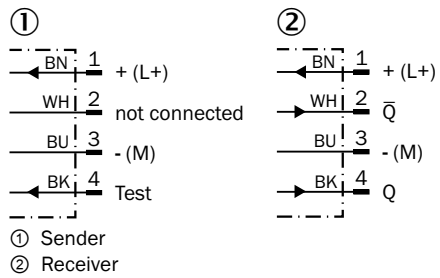 ① ②
BN 1 + (L+)
WH 2 not connected
BU 3 - (M)
BK 4 Test
BN 1 + (L+)
WH 2 Q̅
BU 3 - (M)
BK 4 Q
① Sender
② Receiver